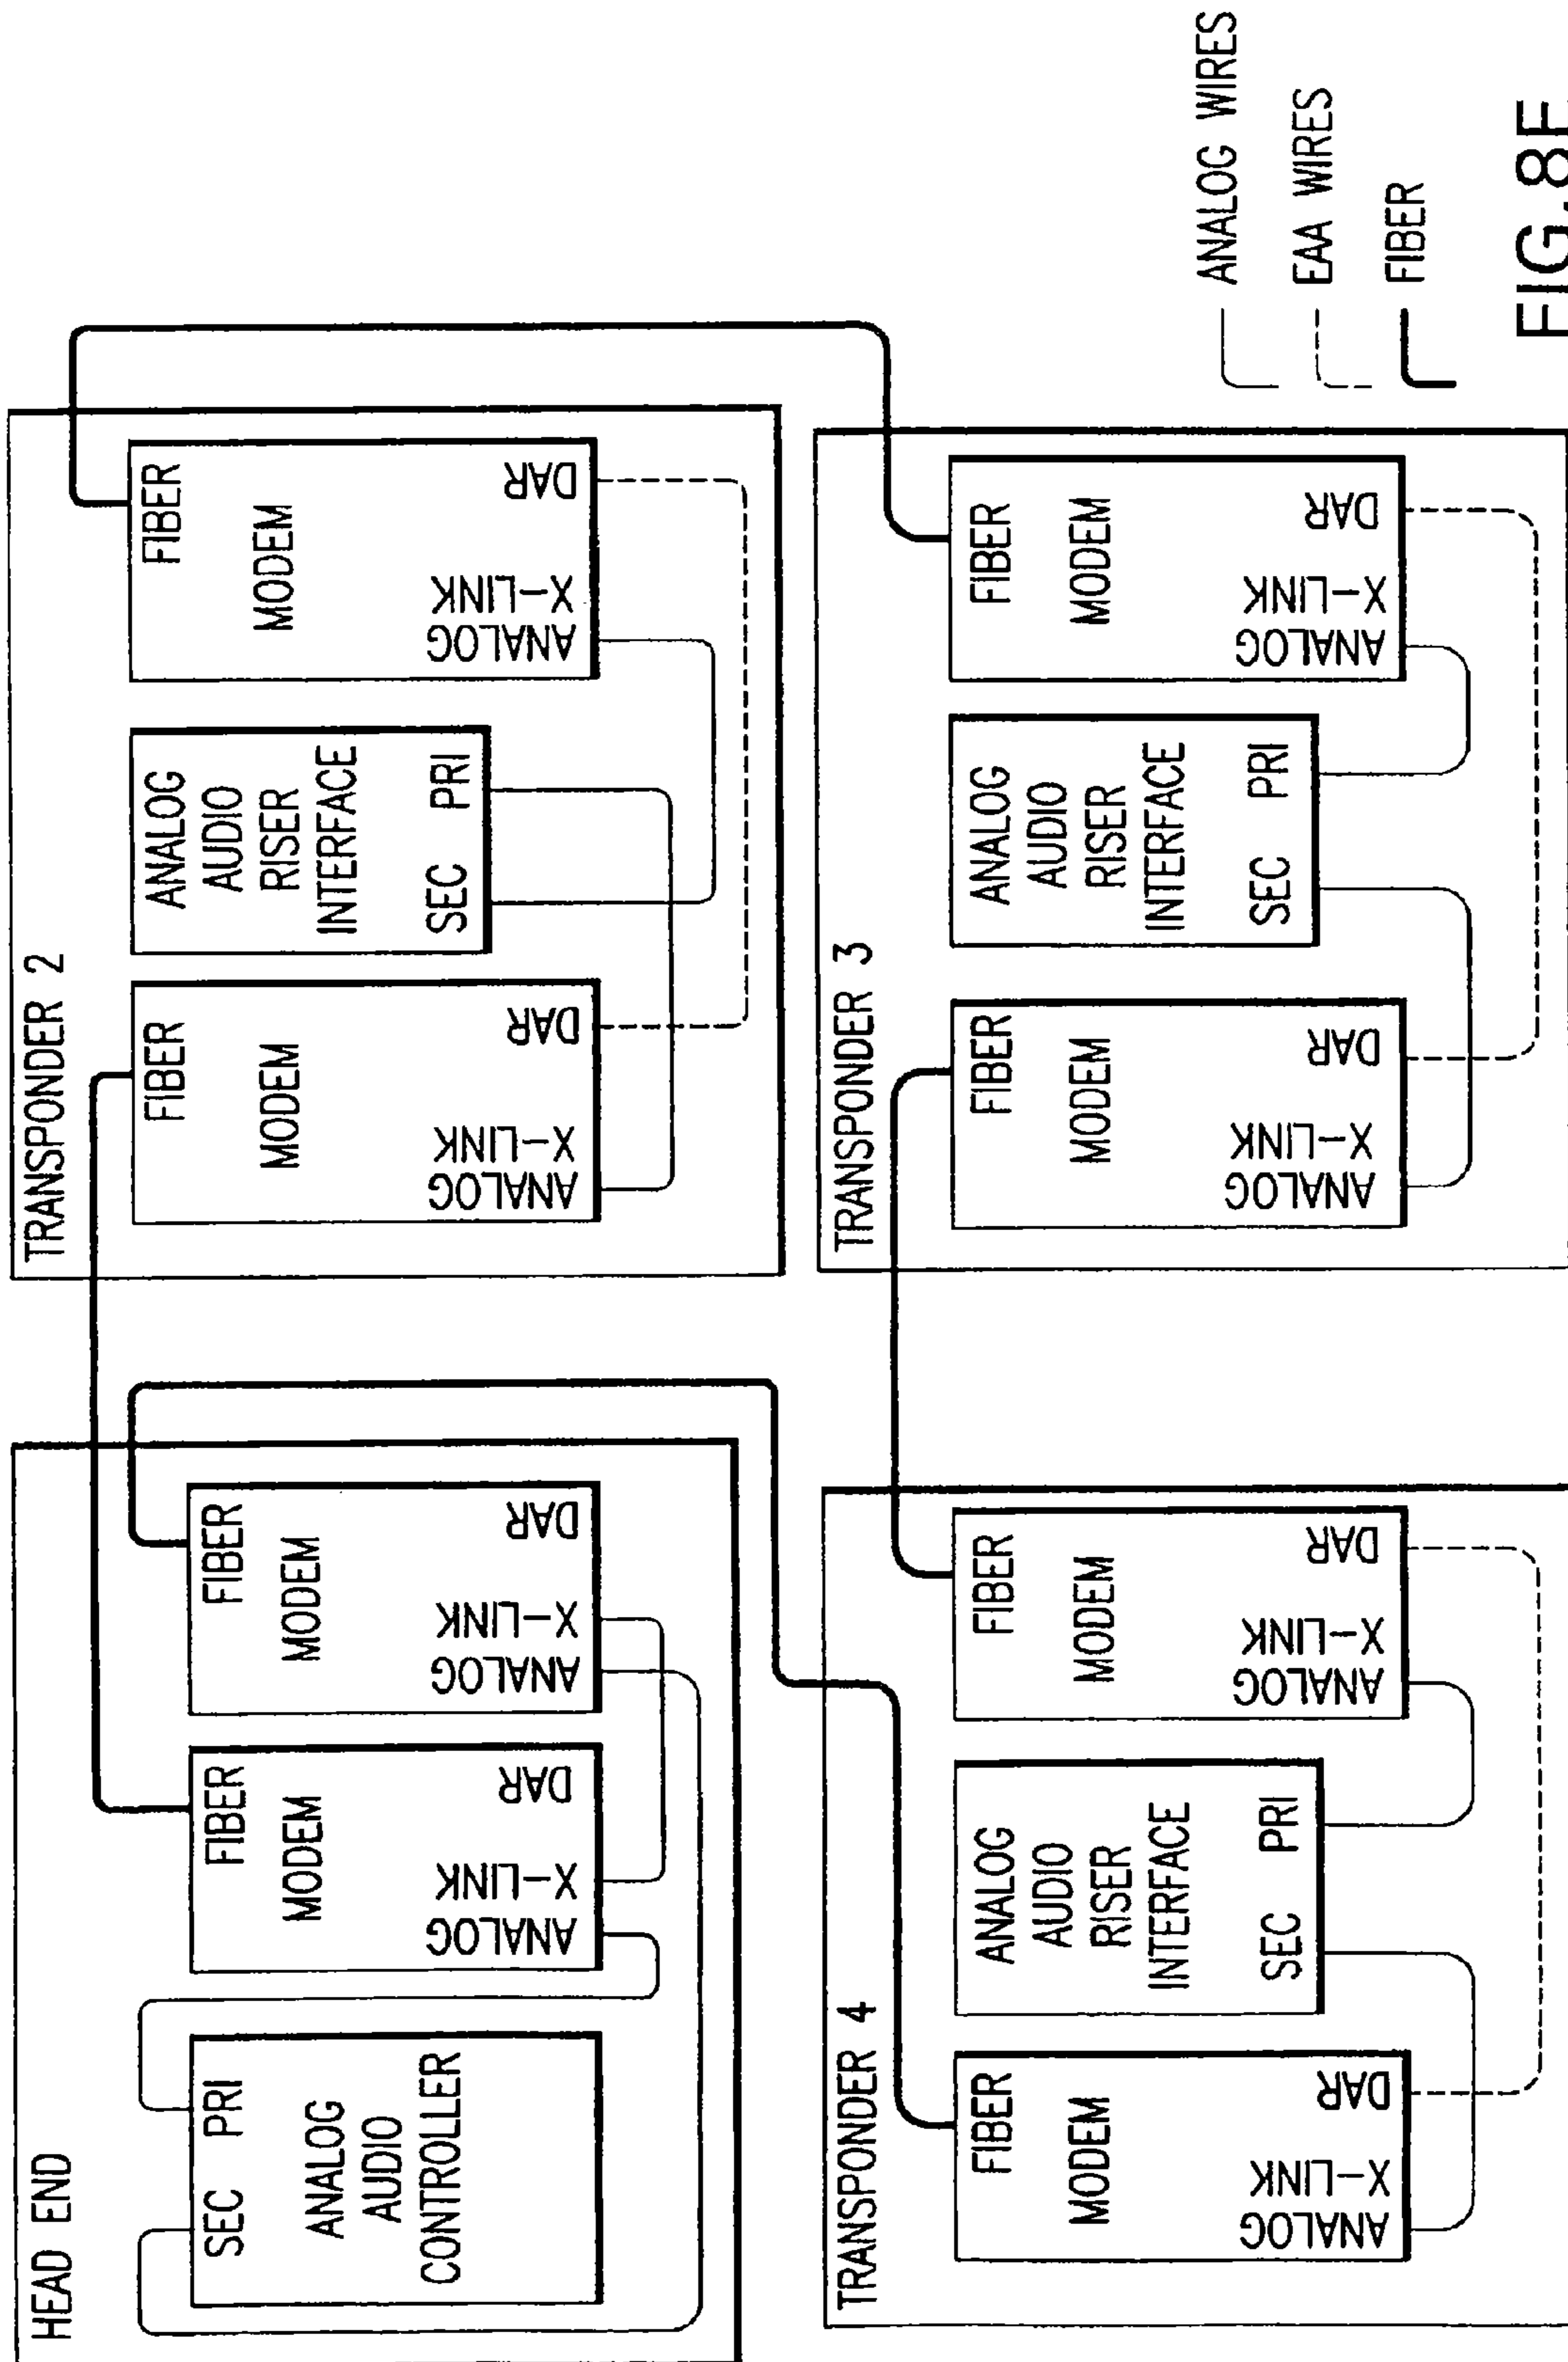 HEAD END
SEC PRI
ANALOG
AUDIO
CONTROLLER
FIBER
MODEM
ANALOG
X-LINK
DAR
FIBER
MODEM
ANALOG
X-LINK
DAR
TRANSPONDER 2
FIBER
MODEM
ANALOG
X-LINK
DAR
ANALOG
AUDIO
RISER
INTERFACE
SEC PRI
FIBER
MODEM
ANALOG
X-LINK
DAR
TRANSPONDER 4
FIBER
MODEM
ANALOG
X-LINK
DAR
ANALOG
AUDIO
RISER
INTERFACE
SEC PRI
FIBER
MODEM
ANALOG
X-LINK
DAR
TRANSPONDER 3
FIBER
MODEM
ANALOG
X-LINK
DAR
ANALOG
AUDIO
RISER
INTERFACE
SEC PRI
FIBER
MODEM
ANALOG
X-LINK
DAR
ANALOG WIRES
EAA WIRES
FIBER
FIG.8E